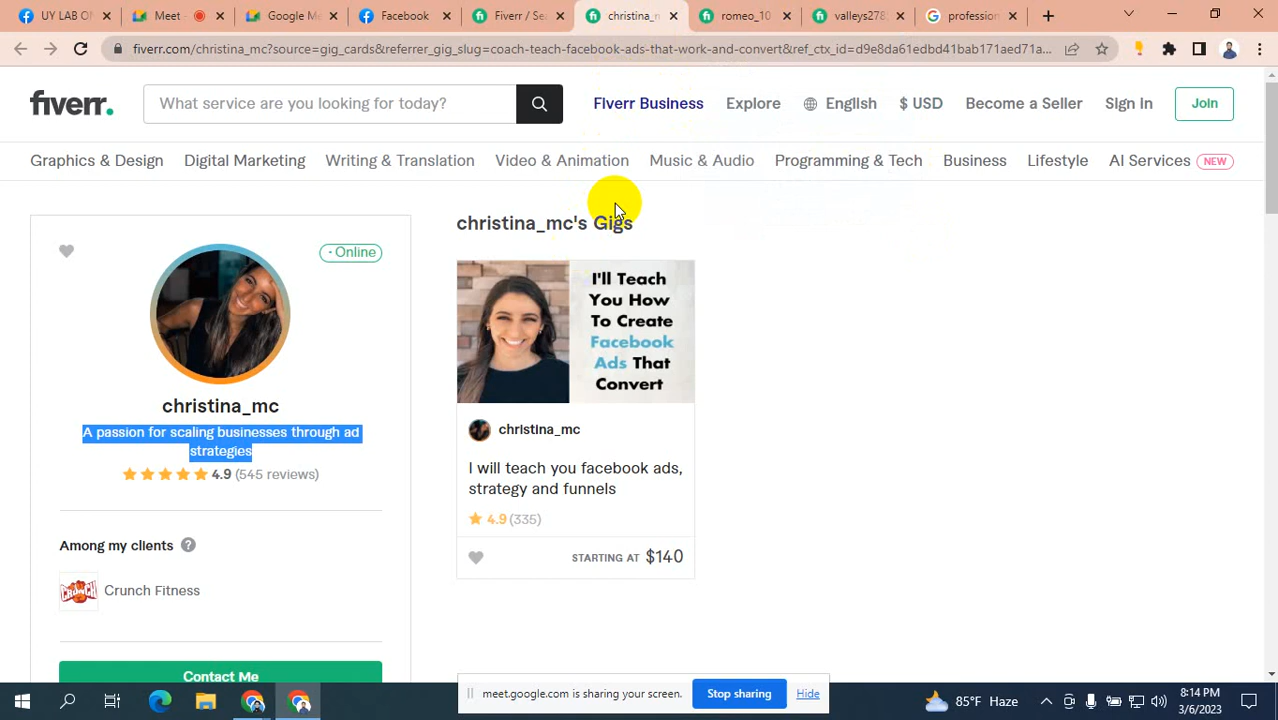 UY LAB ON
Meet -
Google Me
Facebook
Fiverr / Sea
christina_m
romeo_10
valleys278
profession
fiverr.com/christina_mc?source=gig_cards&referrer_gig_slug=coach-teach-facebook-ads-that-work-and-convert&ref_ctx_id=d9e8da61edbd41bab171aed71a...
fiverr.
What service are you looking for today?
Fiverr Business
Explore
English
$ USD
Become a Seller
Sign In
Join
Graphics & Design
Digital Marketing
Writing & Translation
Video & Animation
Music & Audio
Programming & Tech
Business
Lifestyle
AI Services NEW
christina_mc's Gigs
· Online
christina_mc
A passion for scaling businesses through ad
strategies
4.9 (545 reviews)
Among my clients ?
CRUNCH
Crunch Fitness
Contact Me
I'll Teach
You How
To Create
Facebook
Ads That
Convert
christina_mc
I will teach you facebook ads,
strategy and funnels
4.9 (335)
STARTING AT $140
meet.google.com is sharing your screen.
Stop sharing
Hide
85°F Haze
8:14 PM
3/6/2023